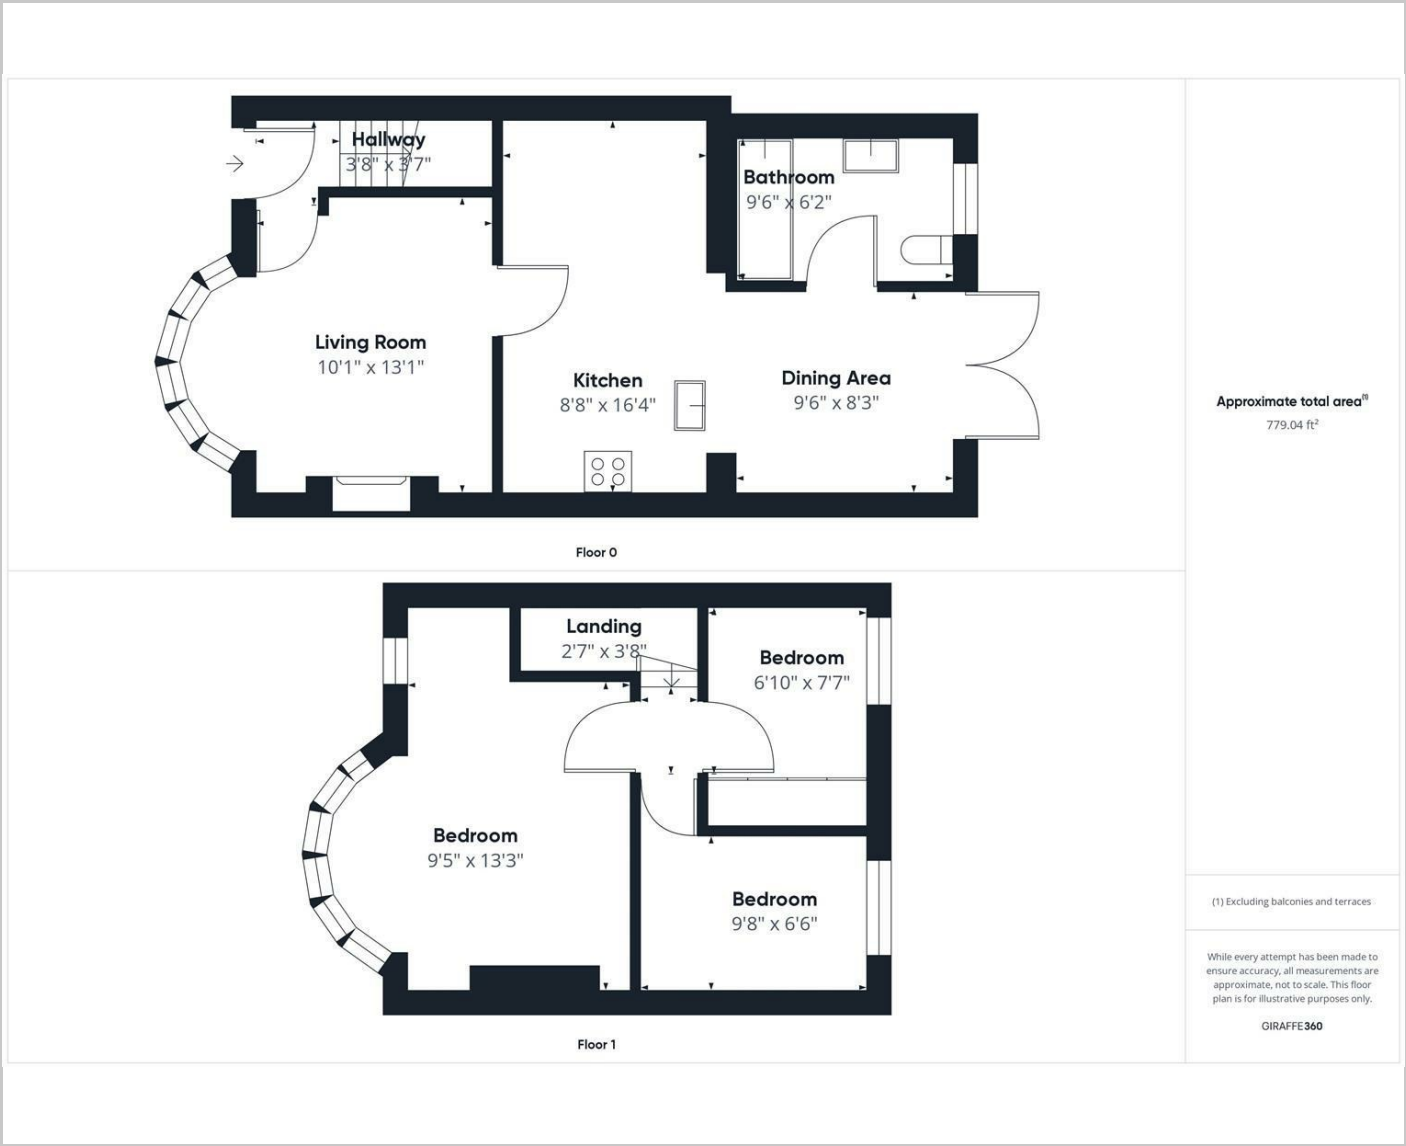 Hallway
3'8" x 3'7"
Bathroom
9'6" x 6'2"
Living Room
10'1" x 13'1"
Kitchen
8'8" x 16'4"
Dining Area
9'6" x 8'3"
Floor 0
Landing
2'7" x 3'8"
Bedroom
6'10" x 7'7"
Bedroom
9'5" x 13'3"
Bedroom
9'8" x 6'6"
Floor 1
Approximate total area(1)
779.04 ft²
(1) Excluding balconies and terraces
While every attempt has been made to
ensure accuracy, all measurements are
approximate, not to scale. This floor
plan is for illustrative purposes only.
GIRAFFE360